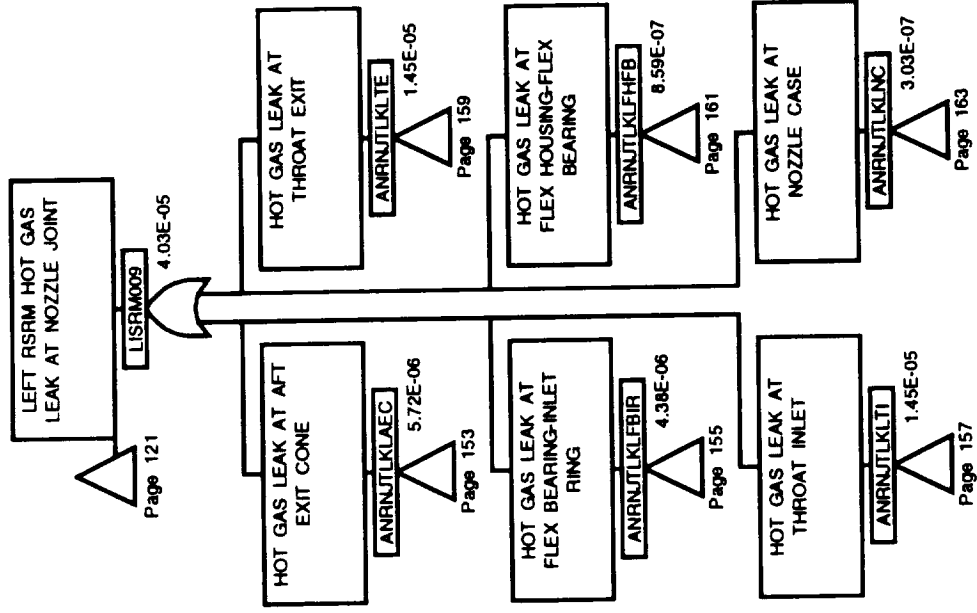 LEFT RSRM HOT GAS
LEAK AT NOZZLE JOINT
LISRM009
4.03E-05
Page 121
HOT GAS LEAK AT AFT
EXIT CONE
ANRNJTLKLAEC
5.72E-06
Page 153
HOT GAS LEAK AT
THROAT EXIT
ANRNJTLKLTE
1.45E-05
Page 159
HOT GAS LEAK AT
FLEX BEARING-INLET
RING
ANRNJTLKLFBIR
4.38E-06
Page 155
HOT GAS LEAK AT
FLEX HOUSING-FLEX
BEARING
ANRNJTLKLFHFB
8.59E-07
Page 161
HOT GAS LEAK AT
THROAT INLET
ANRNJTLKLTI
1.45E-05
Page 157
HOT GAS LEAK AT
NOZZLE CASE
ANRNJTLKLNC
3.03E-07
Page 163